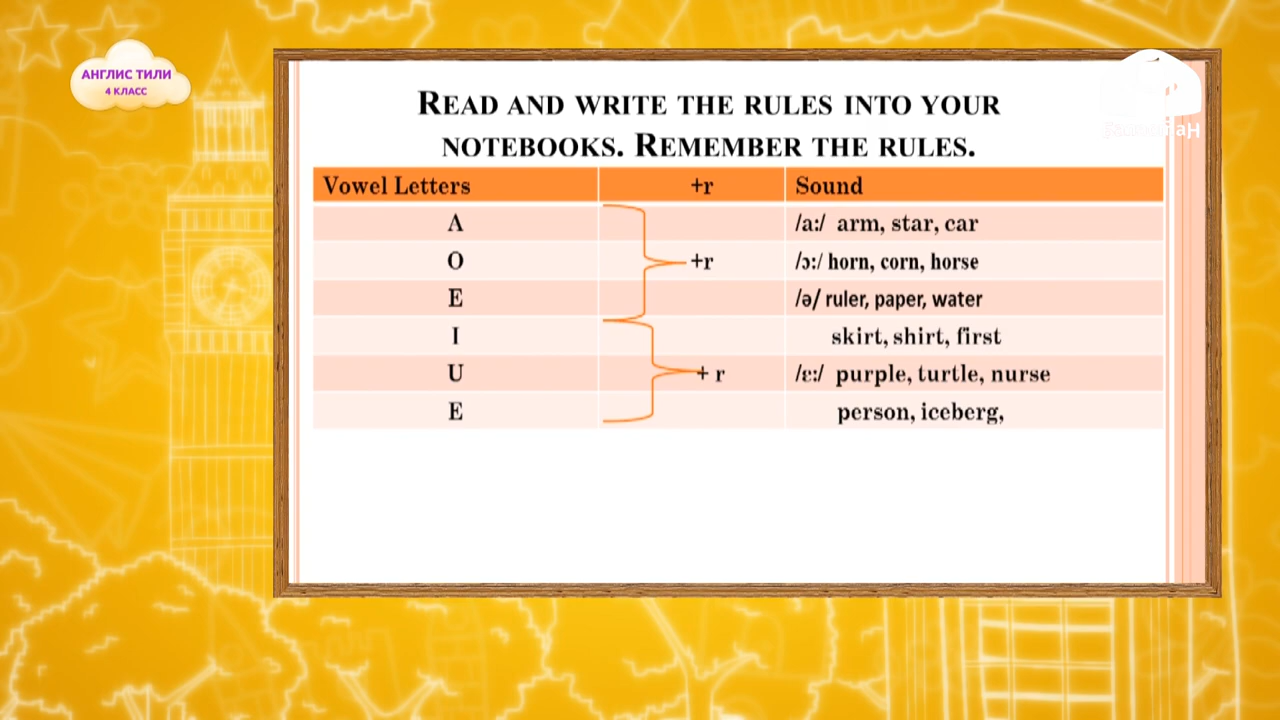 АНГЛИС ТИЛИ
4 КЛАСС
READ AND WRITE THE RULES INTO YOUR
NOTEBOOKS. REMEMBER THE RULES.
Vowel Letters +r Sound
A /a:/ arm, star, car
O +r /ɔ:/ horn, corn, horse
E /ə/ ruler, paper, water
I skirt, shirt, first
U + r /ɛ:/ purple, turtle, nurse
E person, iceberg,